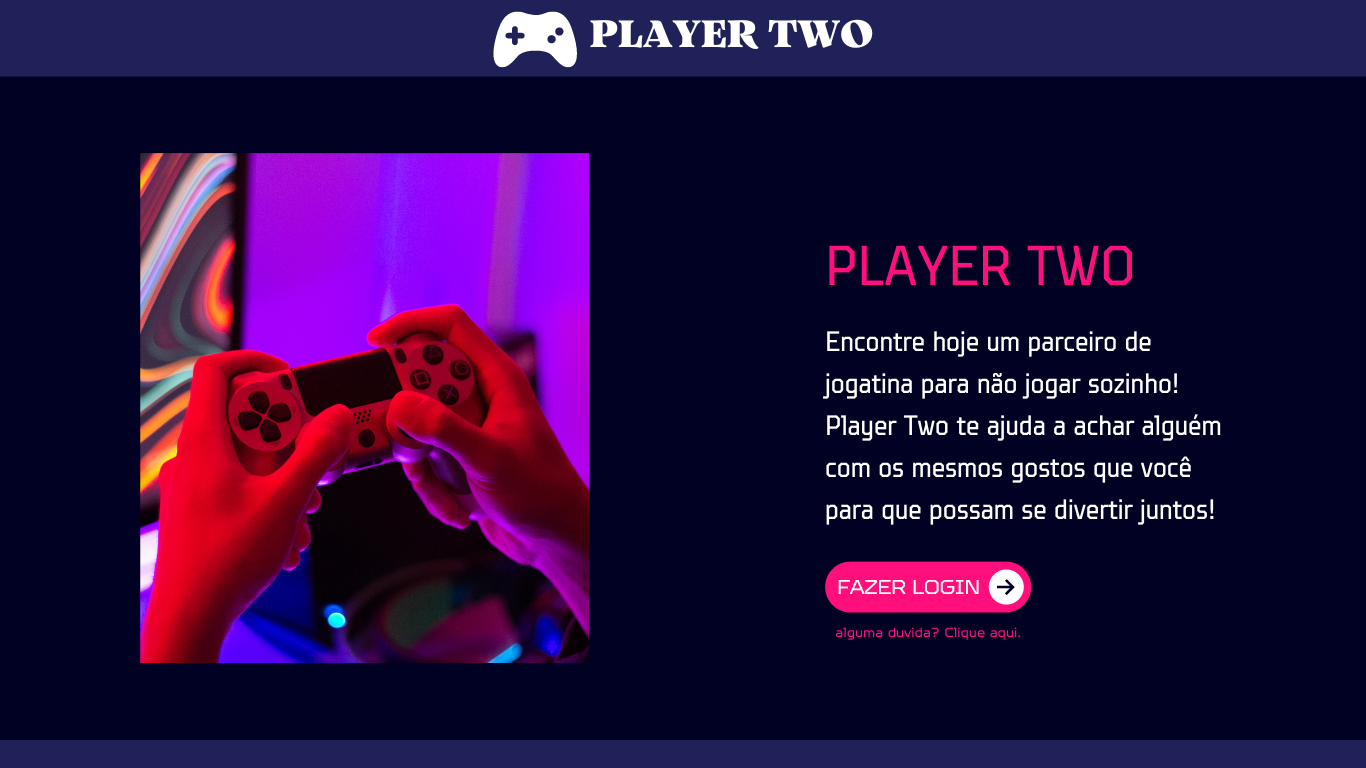 PLAYER TWO
PLAYER TWO
Encontre hoje um parceiro de
jogatina para não jogar sozinho!
Player Two te ajuda a achar alguém
com os mesmos gostos que você
para que possam se divertir juntos!
FAZER LOGIN
alguma duvida? Clique aqui.